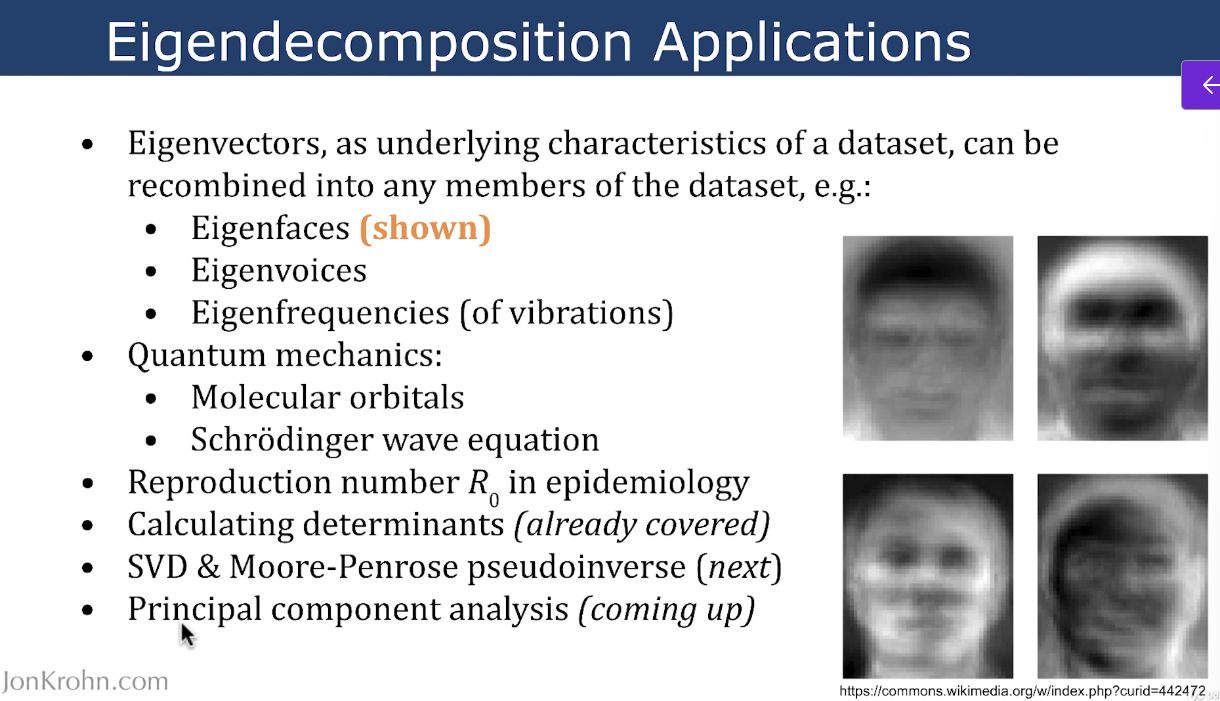 Eigendecomposition Applications
• Eigenvectors, as underlying characteristics of a dataset, can be
recombined into any members of the dataset, e.g.:
• Eigenfaces (shown)
• Eigenvoices
• Eigenfrequencies (of vibrations)
• Quantum mechanics:
• Molecular orbitals
• Schrödinger wave equation
• Reproduction number R₀ in epidemiology
• Calculating determinants (already covered)
• SVD & Moore-Penrose pseudoinverse (next)
• Principal component analysis (coming up)
JonKrohn.com
https://commons.wikimedia.org/w/index.php?curid=442472